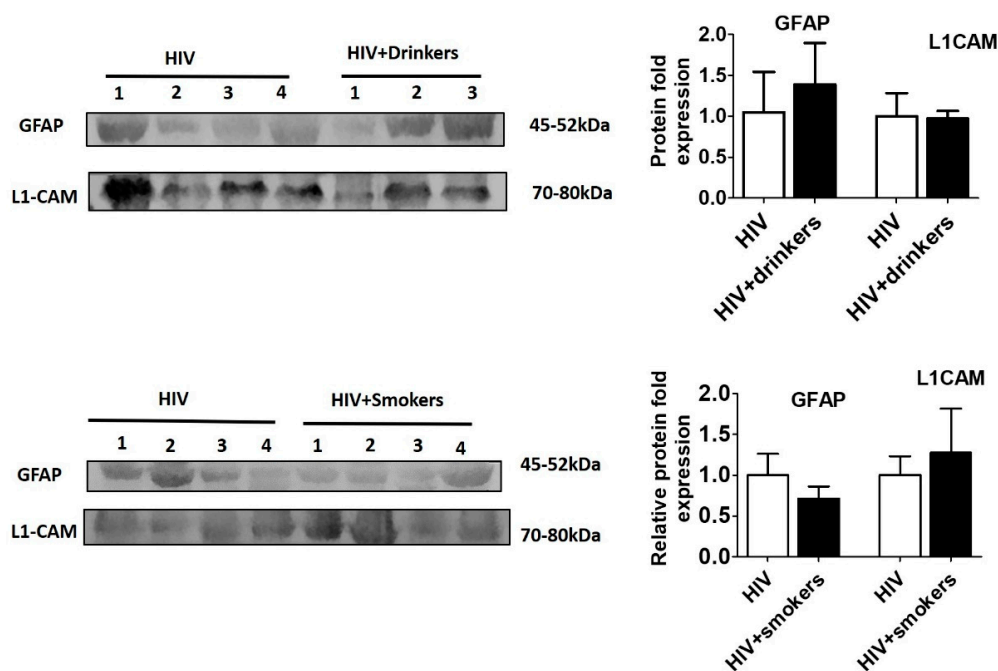 HIV
HIV+Drinkers
1 2 3 4 1 2 3
GFAP
45-52kDa
L1-CAM
70-80kDa
GFAP
L1CAM
Protein fold
expression
2.0
1.5
1.0
0.5
0.0
HIV
HIV+drinkers
HIV
HIV+drinkers
HIV
HIV+Smokers
1 2 3 4 1 2 3 4
GFAP
45-52kDa
L1-CAM
70-80kDa
L1CAM
GFAP
Relative protein fold
expression
2.0
1.5
1.0
0.5
0.0
HIV
HIV+smokers
HIV
HIV+smokers